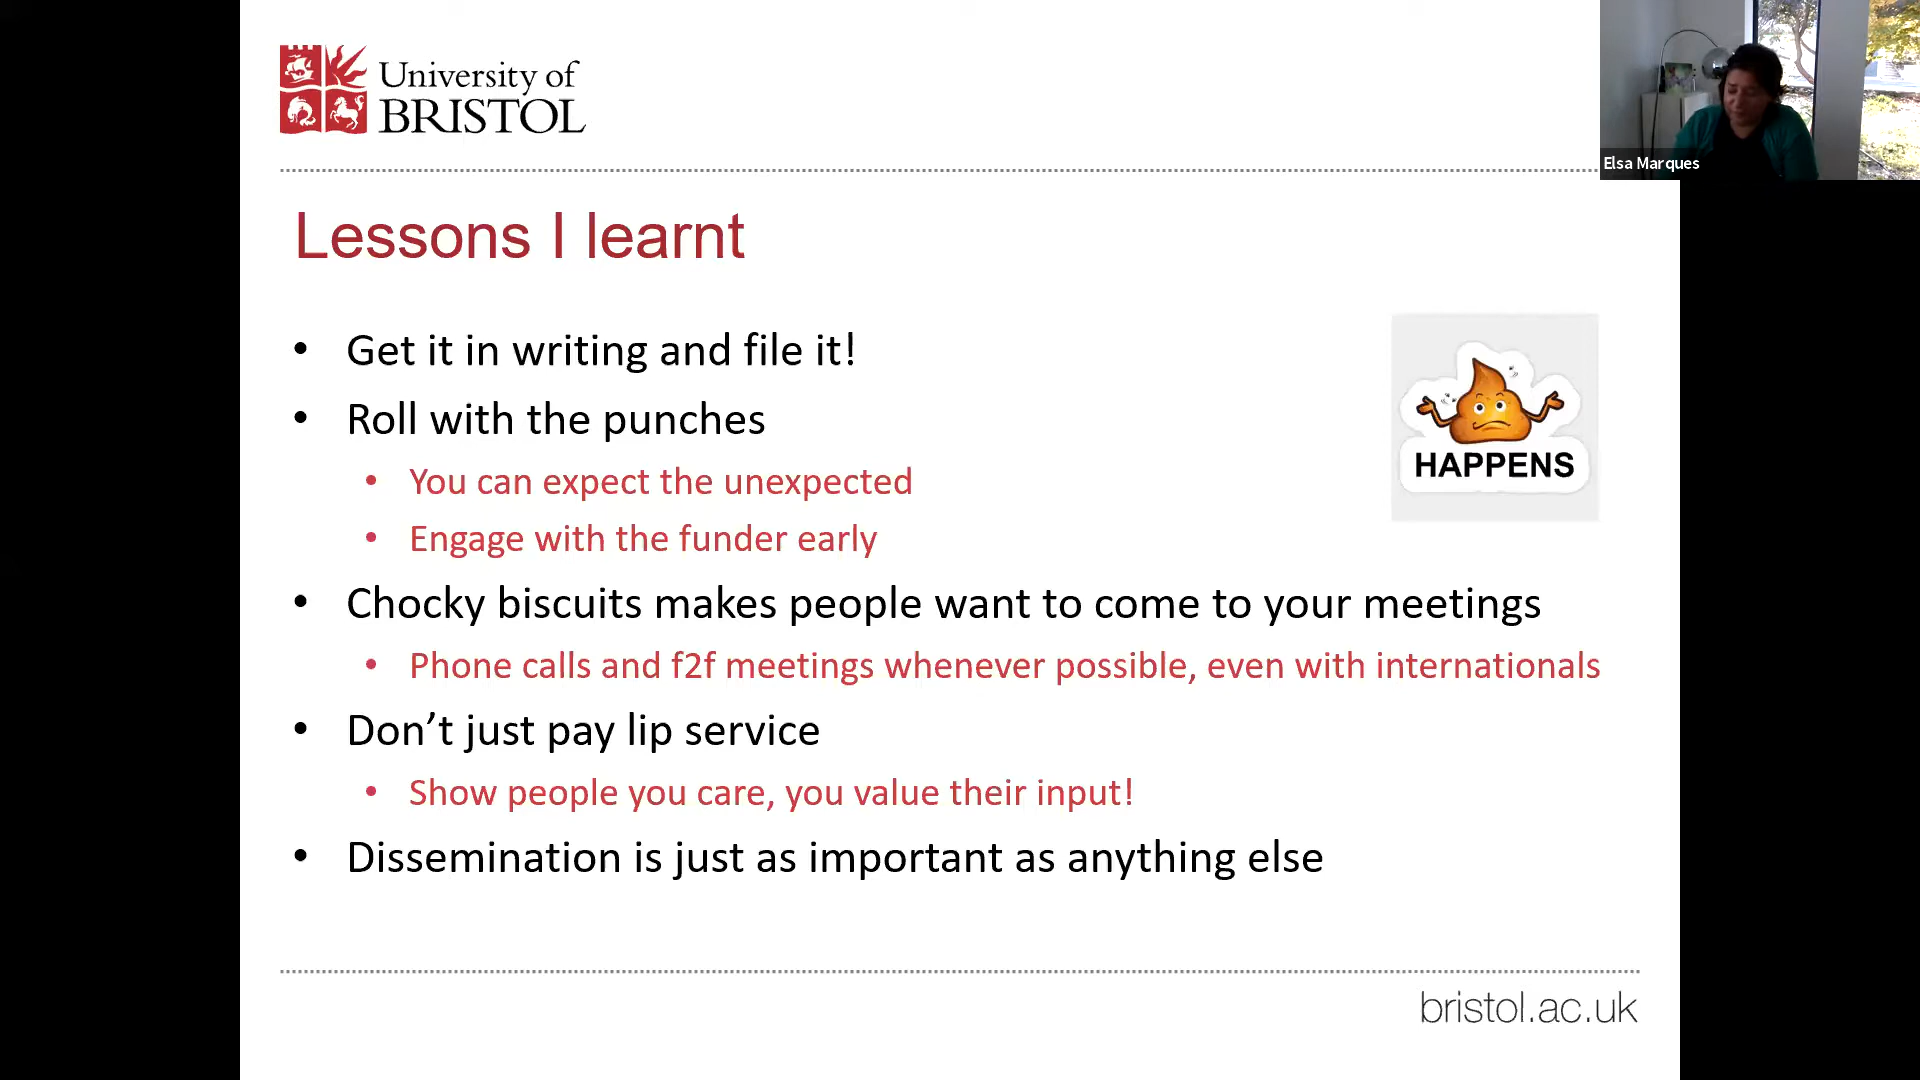 University of
BRISTOL
Elsa Marques
Lessons I learnt
• Get it in writing and file it!
• Roll with the punches
• You can expect the unexpected
• Engage with the funder early
HAPPENS
• Chocky biscuits makes people want to come to your meetings
• Phone calls and f2f meetings whenever possible, even with internationals
• Don’t just pay lip service
• Show people you care, you value their input!
• Dissemination is just as important as anything else
bristol.ac.uk